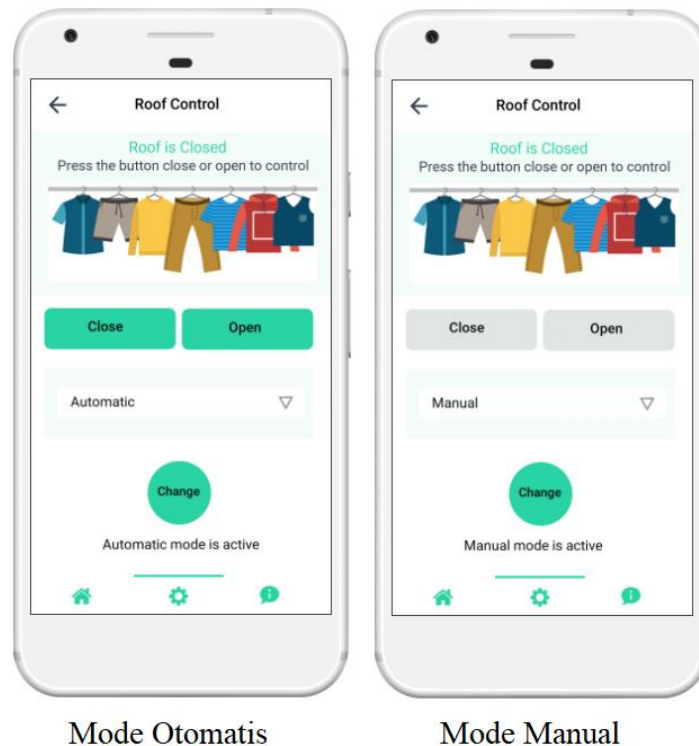 Roof Control
Roof is Closed
Press the button close or open to control
Close
Open
Automatic
Change
Automatic mode is active
Mode Otomatis
Roof Control
Roof is Closed
Press the button close or open to control
Close
Open
Manual
Change
Manual mode is active
Mode Manual